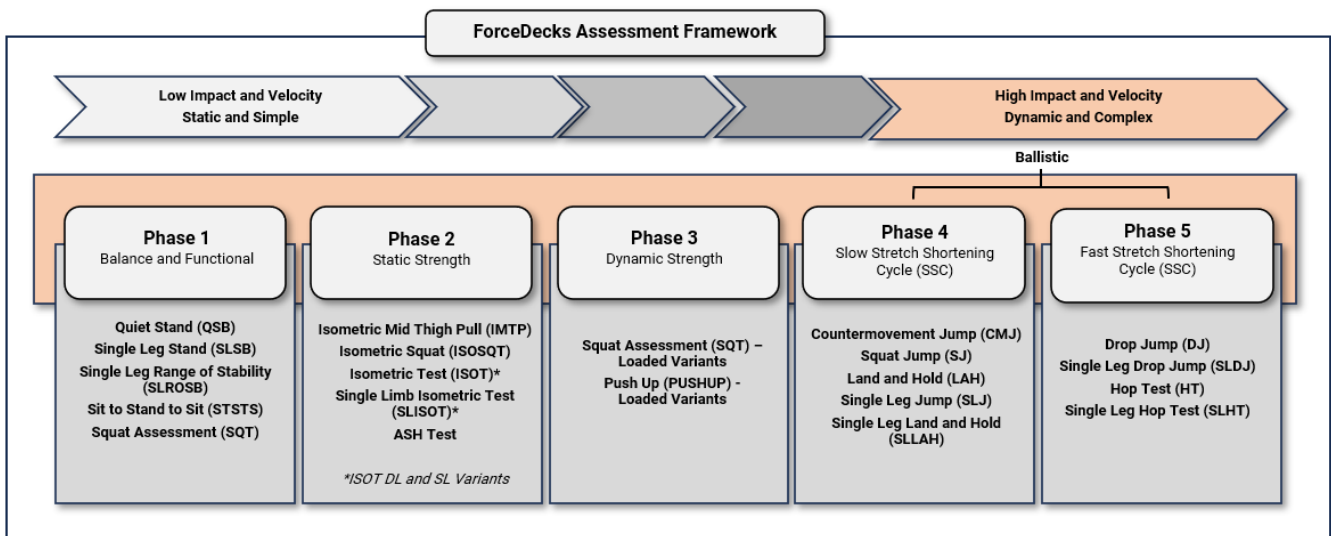 ForceDecks Assessment Framework
Low Impact and Velocity
Static and Simple
High Impact and Velocity
Dynamic and Complex
Ballistic
Phase 1
Balance and Functional
Quiet Stand (QSB)
Single Leg Stand (SLSB)
Single Leg Range of Stability
(SLROSB)
Sit to Stand to Sit (STSTS)
Squat Assessment (SQT)
Phase 2
Static Strength
Isometric Mid Thigh Pull (IMTP)
Isometric Squat (ISOSQT)
Isometric Test (ISOT)*
Single Limb Isometric Test
(SLISOT)*
ASH Test
*ISOT DL and SL Variants
Phase 3
Dynamic Strength
Squat Assessment (SQT) –
Loaded Variants
Push Up (PUSHUP) -
Loaded Variants
Phase 4
Slow Stretch Shortening
Cycle (SSC)
Countermovement Jump (CMJ)
Squat Jump (SJ)
Land and Hold (LAH)
Single Leg Jump (SLJ)
Single Leg Land and Hold
(SLLAH)
Phase 5
Fast Stretch Shortening
Cycle (SSC)
Drop Jump (DJ)
Single Leg Drop Jump (SLDJ)
Hop Test (HT)
Single Leg Hop Test (SLHT)